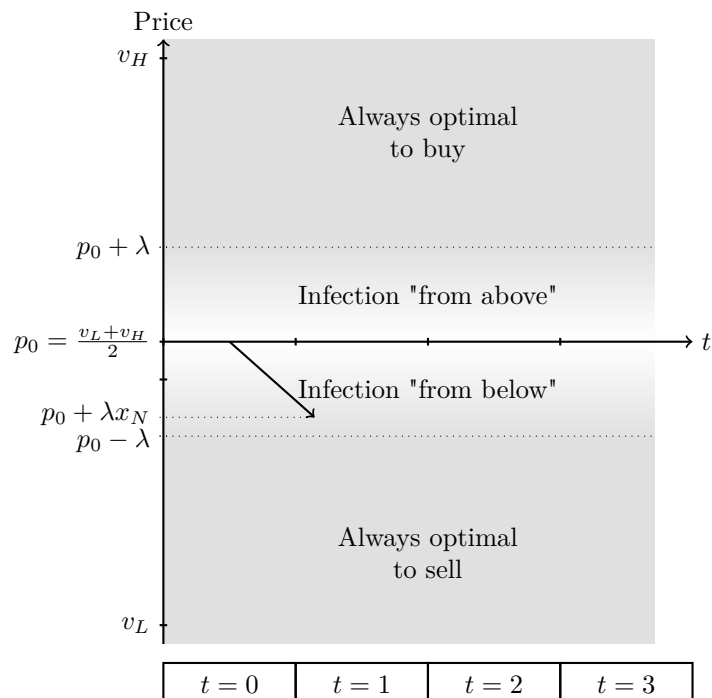 Price
v_H
Always optimal
to buy
p_0 + λ
Infection "from above"
p_0 = \frac{v_L+v_H}{2}
t
Infection "from below"
p_0 + λx_N
p_0 − λ
Always optimal
to sell
v_L
t = 0 t = 1 t = 2 t = 3